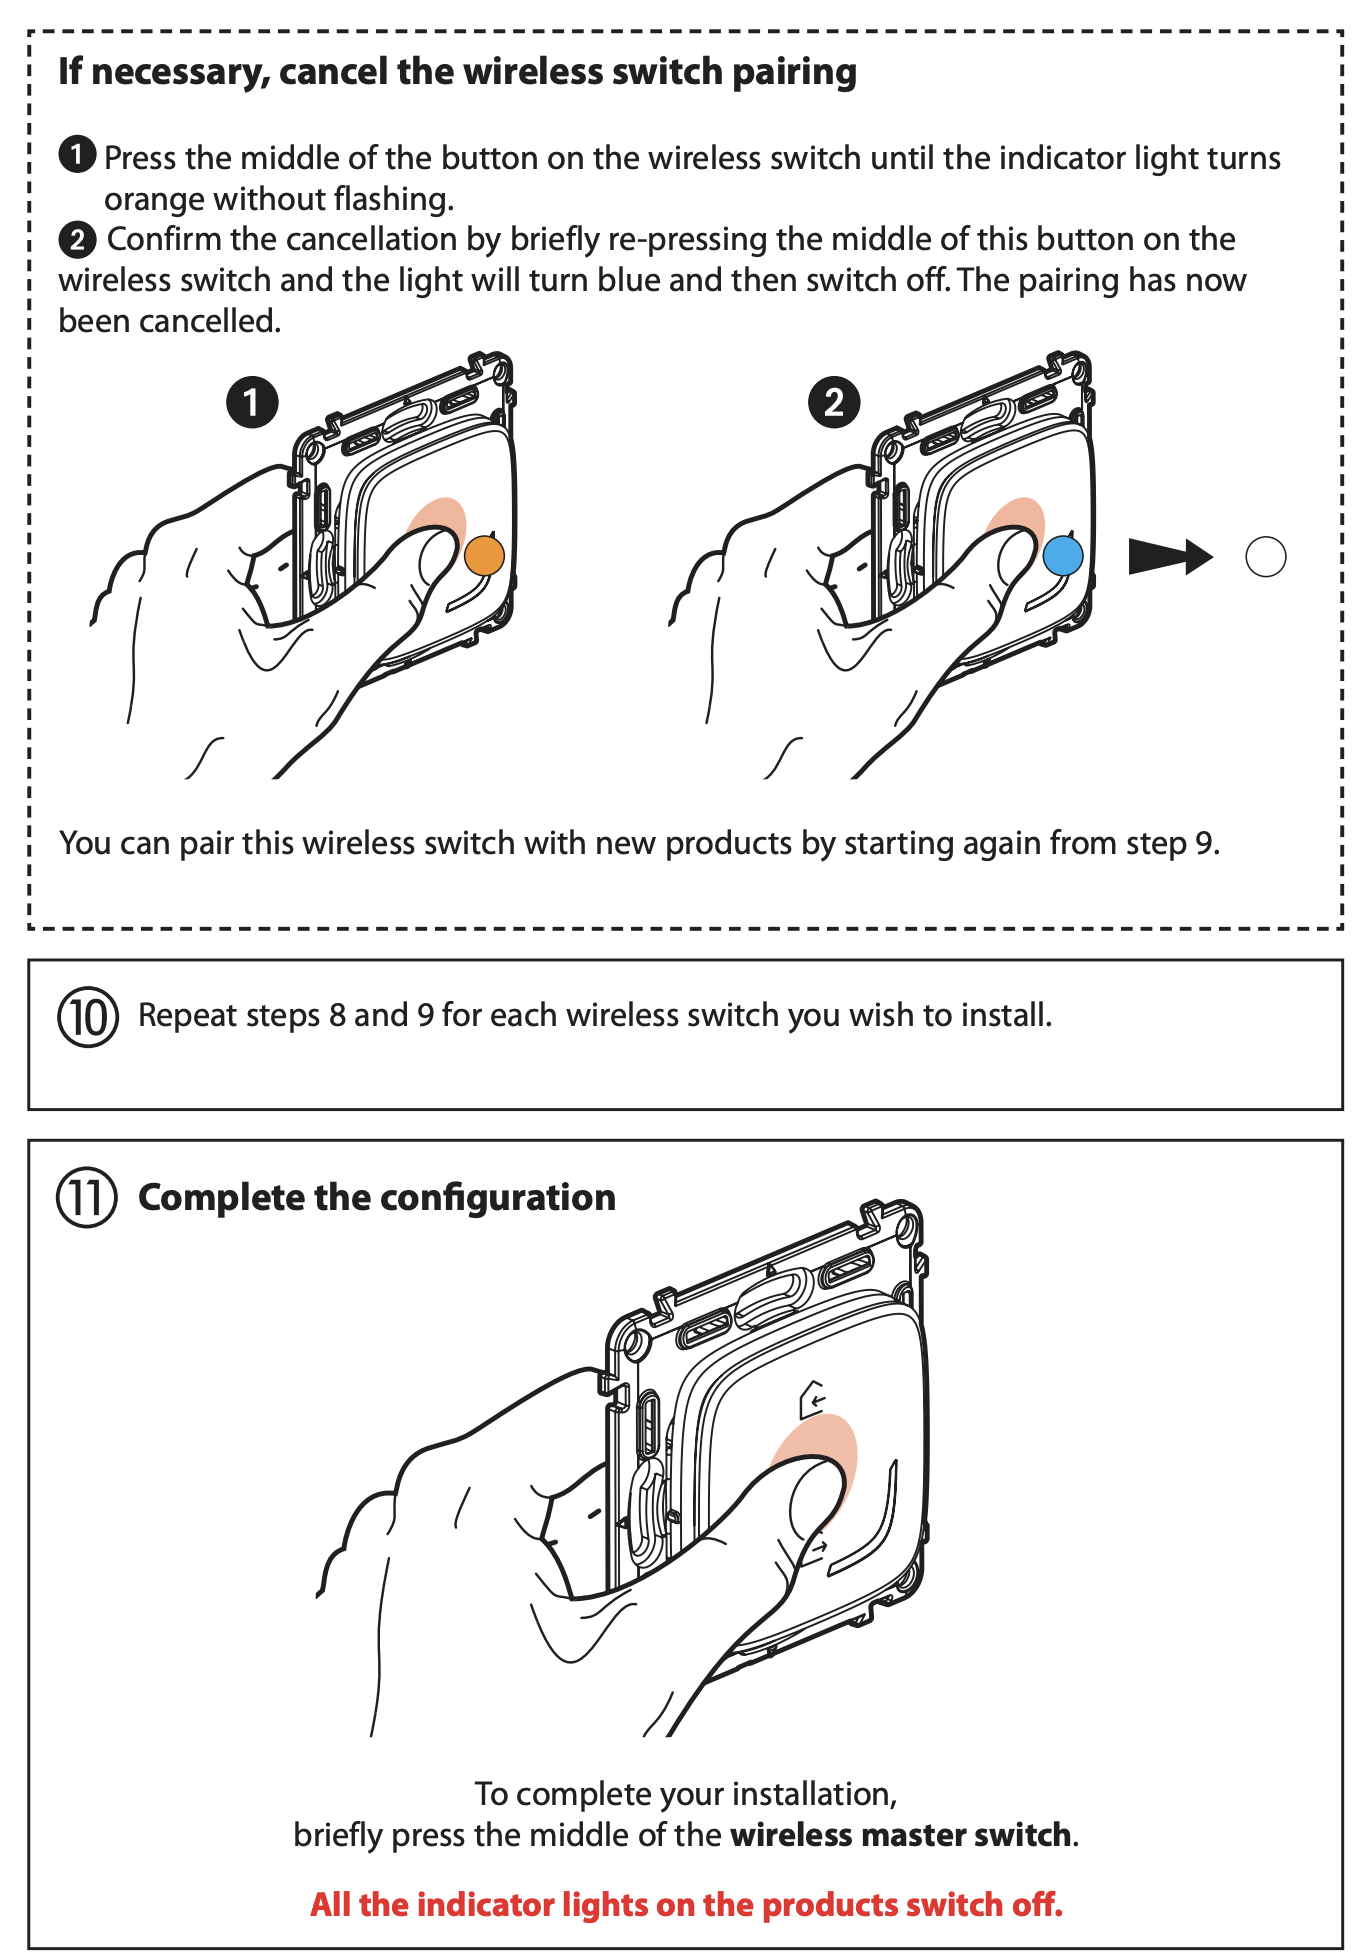 If necessary, cancel the wireless switch pairing
1 Press the middle of the button on the wireless switch until the indicator light turns
orange without flashing.
2 Confirm the cancellation by briefly re-pressing the middle of this button on the
wireless switch and the light will turn blue and then switch off. The pairing has now
been cancelled.
1
2
You can pair this wireless switch with new products by starting again from step 9.
10 Repeat steps 8 and 9 for each wireless switch you wish to install.
11 Complete the configuration
To complete your installation,
briefly press the middle of the wireless master switch.
All the indicator lights on the products switch off.